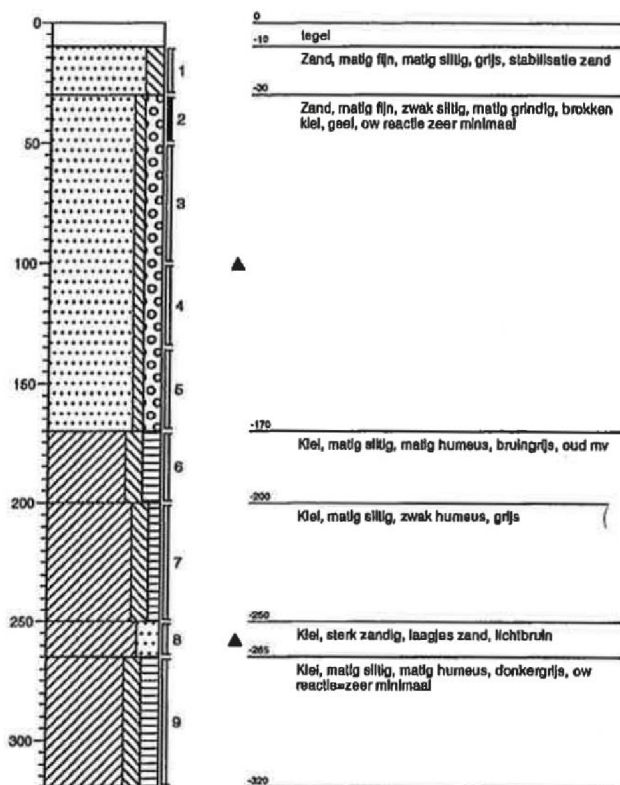 0
50
100
150
200
250
300
1
2
3
4
5
6
7
8
9
0
tegel
-10
Zand, matig fijn, matig siltig, grijs, stabilisatie zand
-30
Zand, matig fijn, zwak siltig, matig grindig, brokken
klei, geel, ow reactie zeer minimaal
-170
Klei, matig siltig, matig humeus, bruingrijs, oud mv
-200
Klei, matig siltig, zwak humeus, grijs
-250
Klei, sterk zandig, laagjes zand, lichtbruin
-265
Klei, matig siltig, matig humeus, donkergrijs, ow
reactie=zeer minimaal
-320